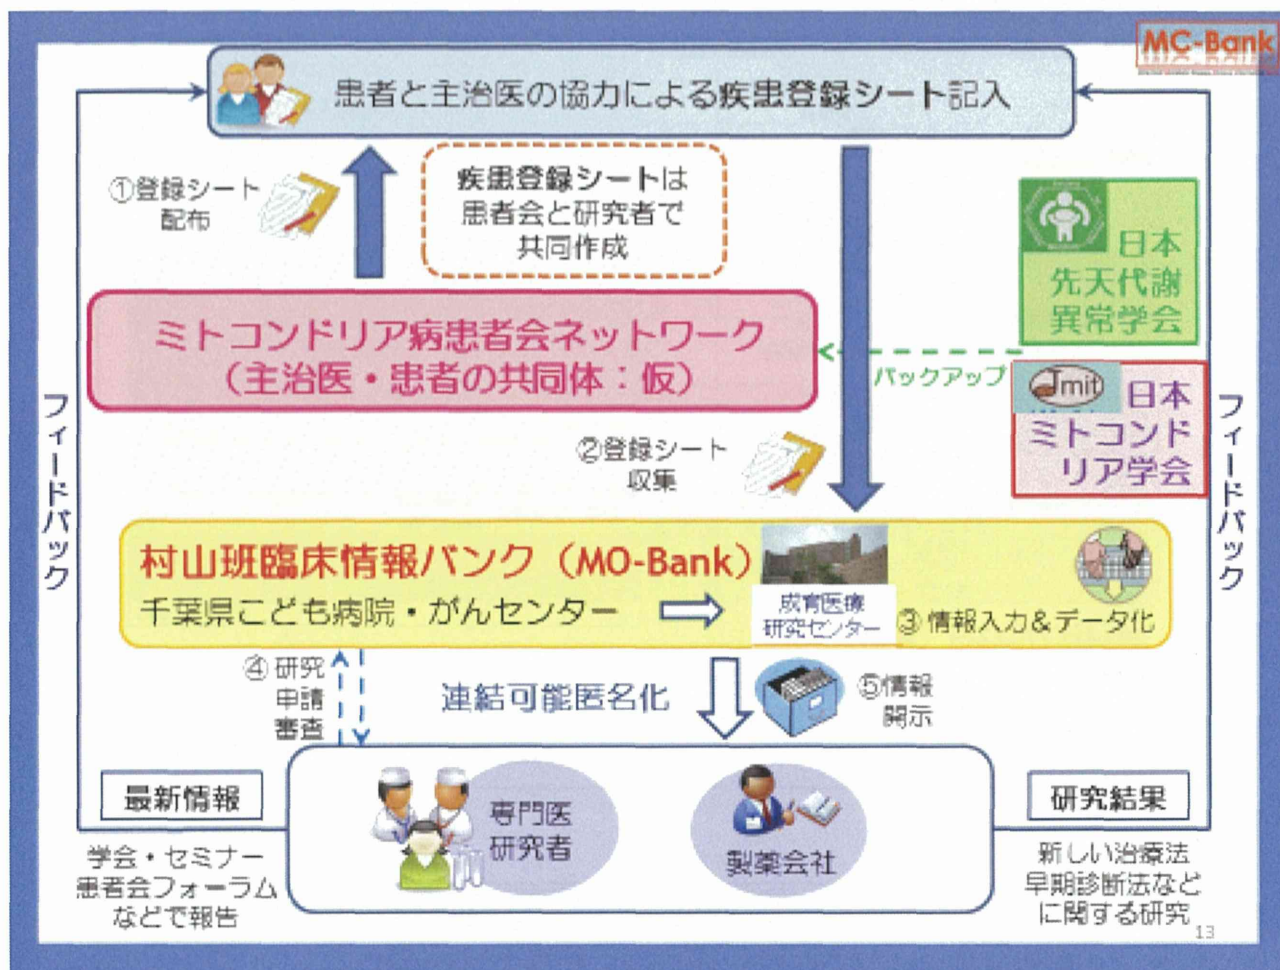 MC-Bank
患者と主治医の協力による疾患登録シート記入
①登録シート
配布
疾患登録シートは
患者会と研究者で
共同作成
日本
先天代謝
異常学会
ミトコンドリア病患者会ネットワーク
（主治医・患者の共同体：仮）
バックアップ
Jmit
日本
ミトコンド
リア学会
フィードバック
フィードバック
②登録シート
収集
村山班臨床情報バンク（MO-Bank）
千葉県こども病院・がんセンター
成育医療
研究センター
③情報入力&データ化
④研究
申請
審査
連結可能匿名化
⑤情報
開示
最新情報
専門医
研究者
製薬会社
研究結果
学会・セミナー
患者会フォーラム
などで報告
新しい治療法
早期診断法など
に関する研究
13